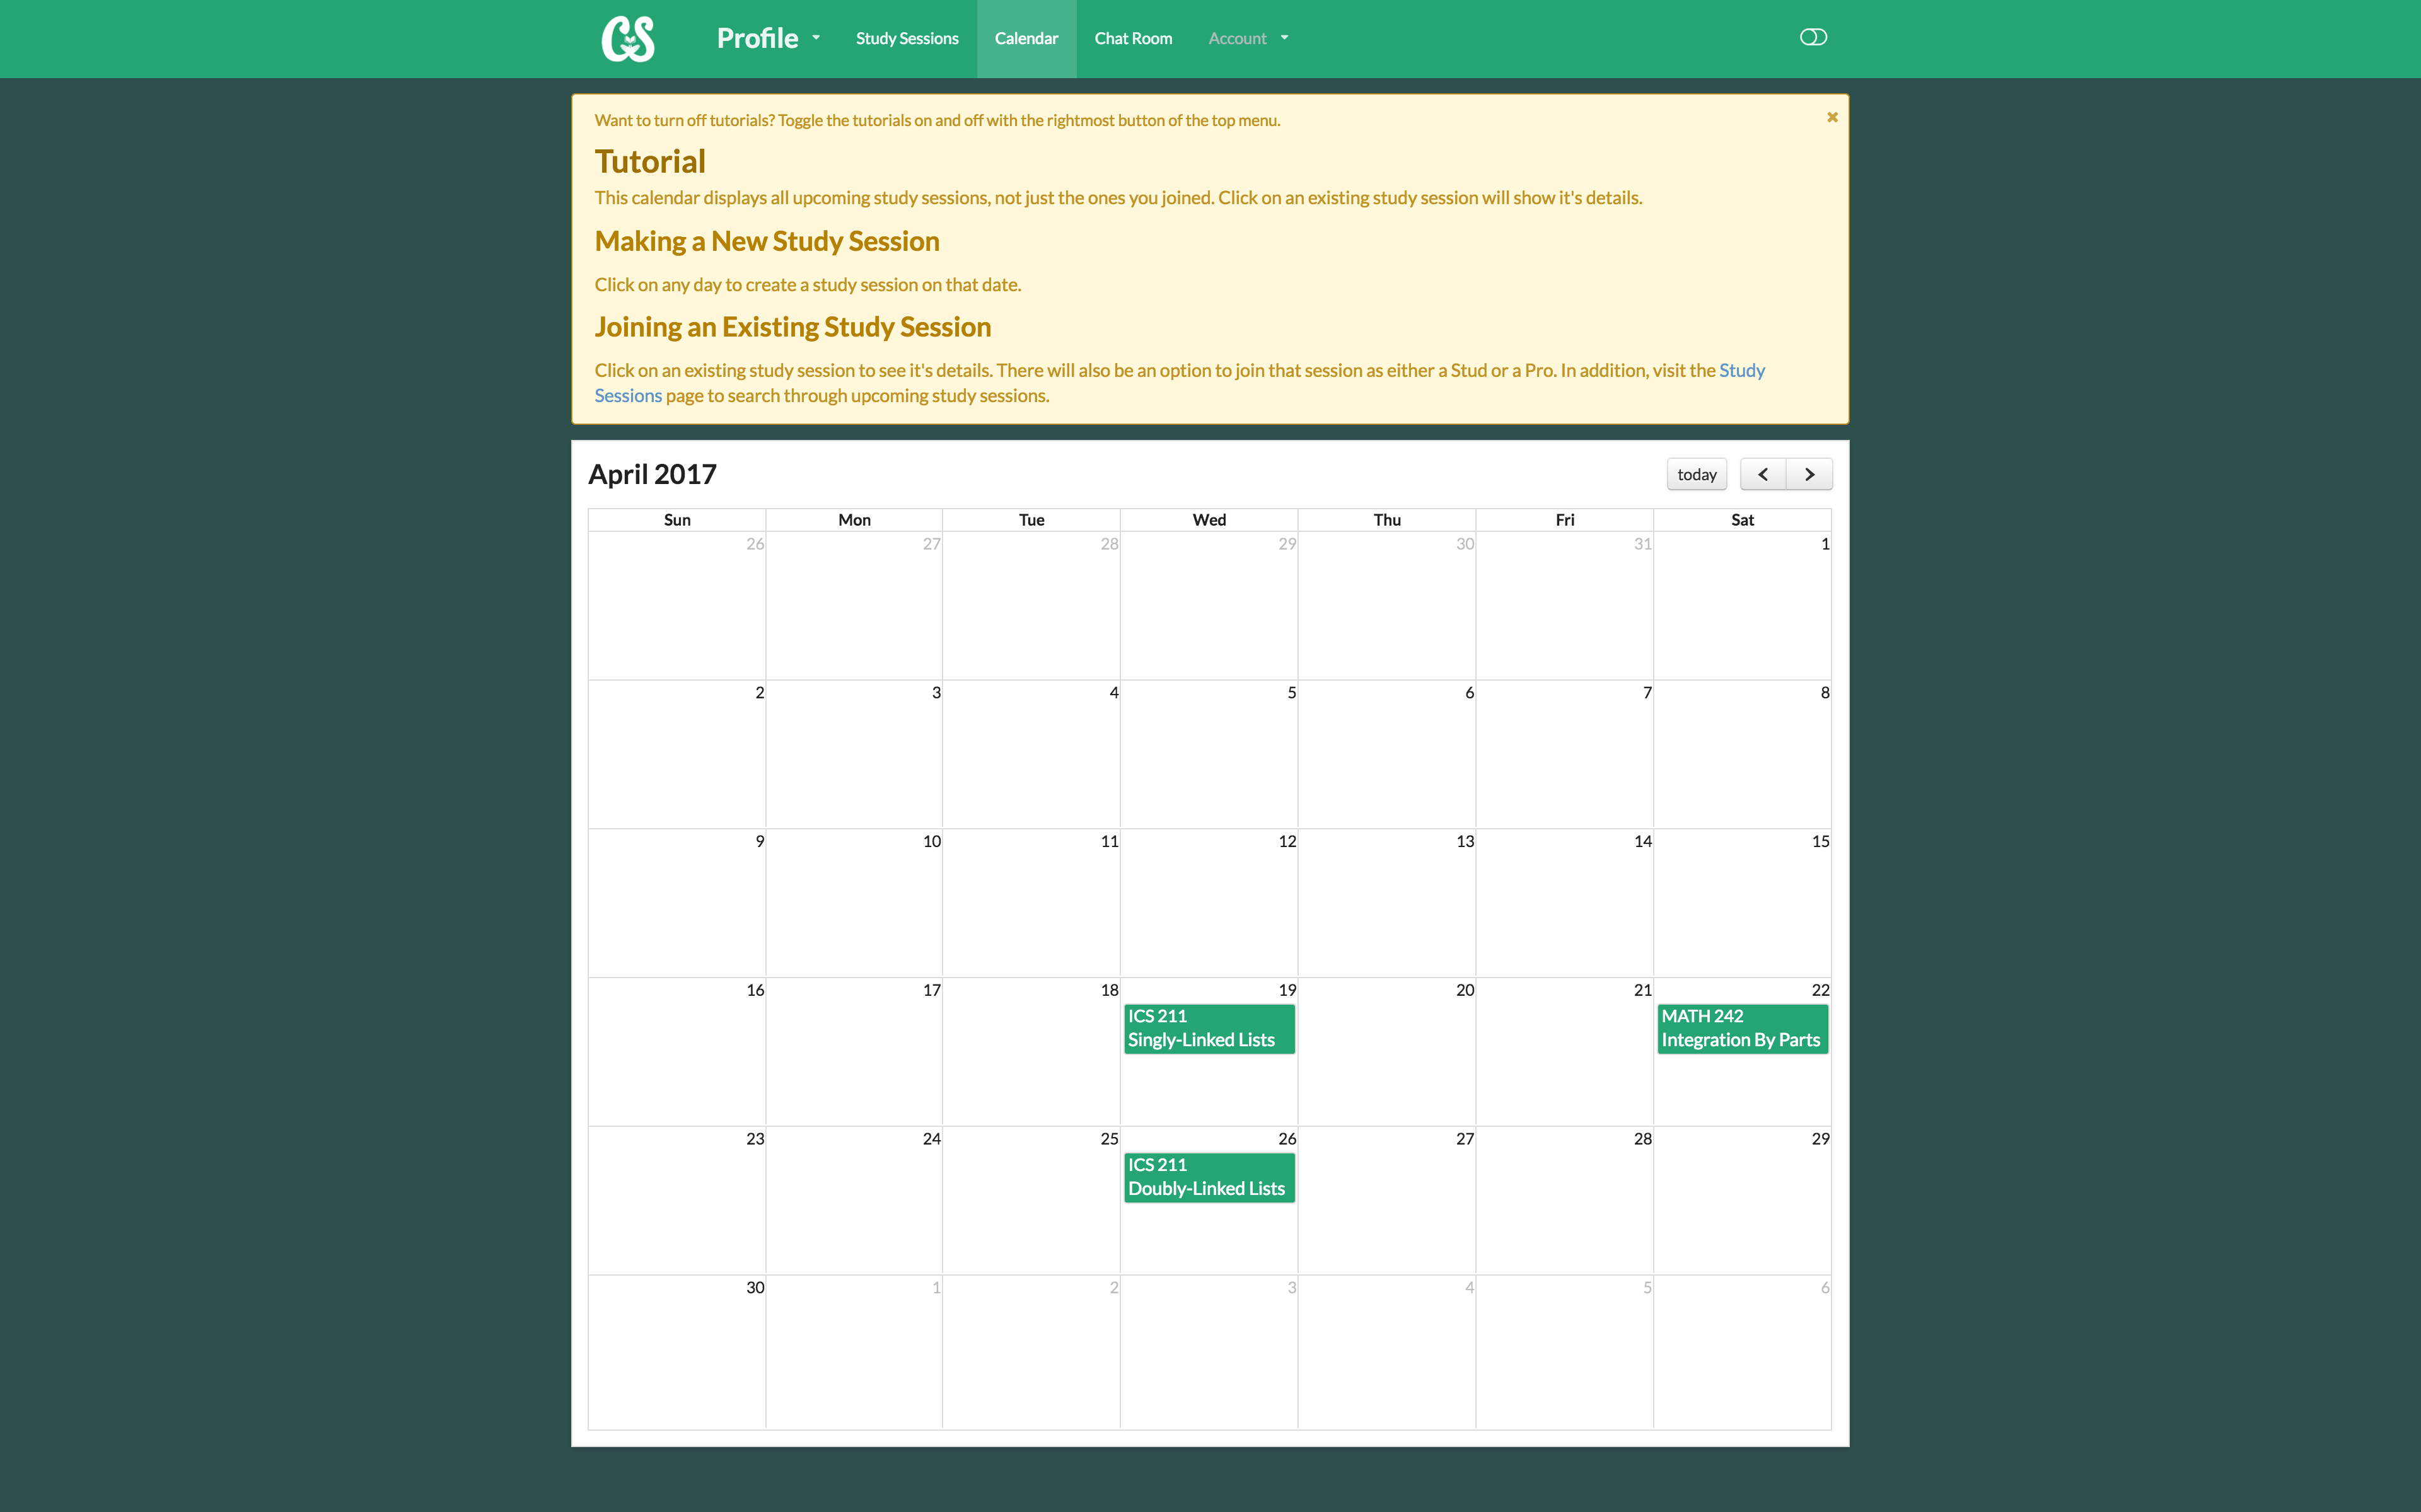 CS
Profile
Study Sessions
Calendar
Chat Room
Account
Want to turn off tutorials? Toggle the tutorials on and off with the rightmost button of the top menu.
Tutorial
This calendar displays all upcoming study sessions, not just the ones you joined. Click on an existing study session will show it's details.
Making a New Study Session
Click on any day to create a study session on that date.
Joining an Existing Study Session
Click on an existing study session to see it's details. There will also be an option to join that session as either a Stud or a Pro. In addition, visit the Study
Sessions page to search through upcoming study sessions.
April 2017
today
Sun Mon Tue Wed Thu Fri Sat
26 27 28 29 30 31 1
2 3 4 5 6 7 8
9 10 11 12 13 14 15
16 17 18 19 20 21 22
ICS 211
Singly-Linked Lists
MATH 242
Integration By Parts
23 24 25 26 27 28 29
ICS 211
Doubly-Linked Lists
30 1 2 3 4 5 6